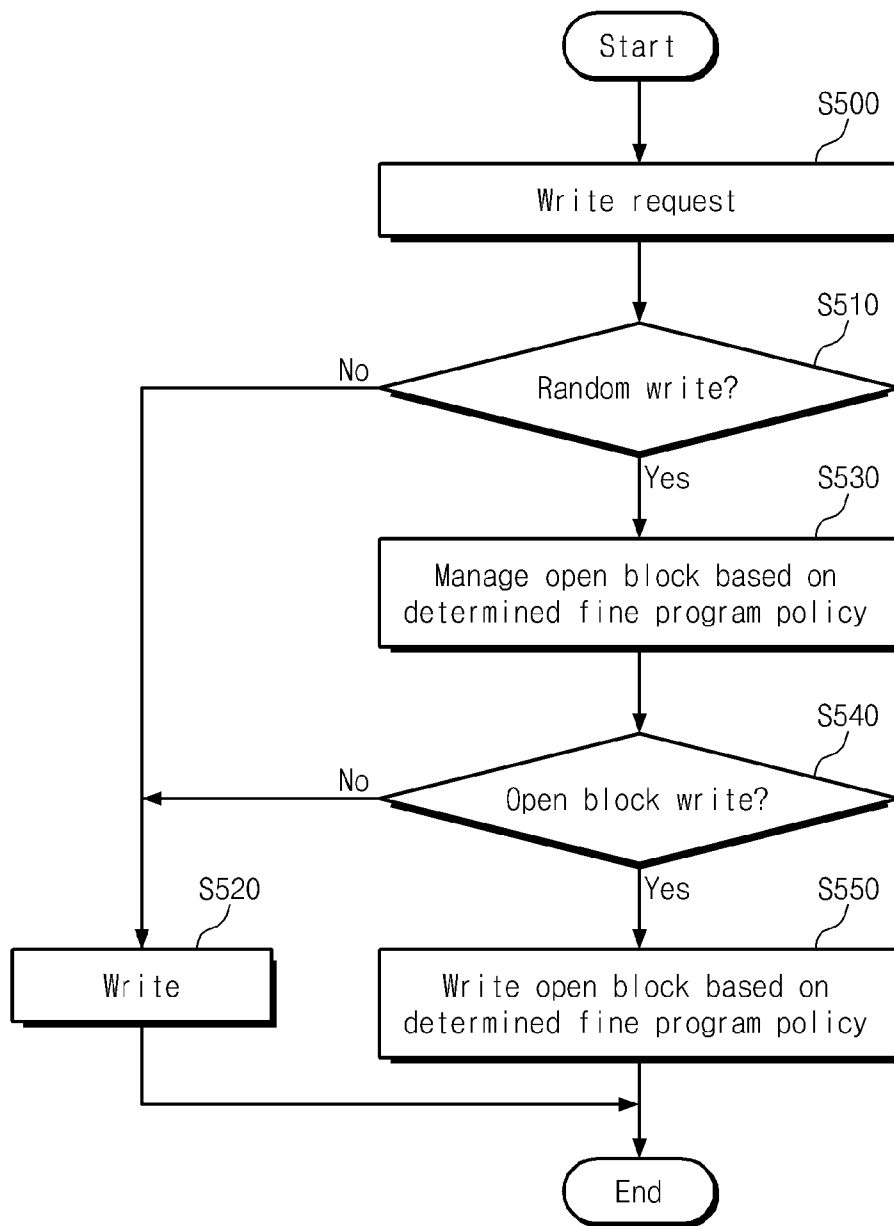 Start
S500
Write request
S510
No
Random write?
Yes
S530
Manage open block based on
determined fine program policy
S540
No
Open block write?
Yes
S520
S550
Write
Write open block based on
determined fine program policy
End